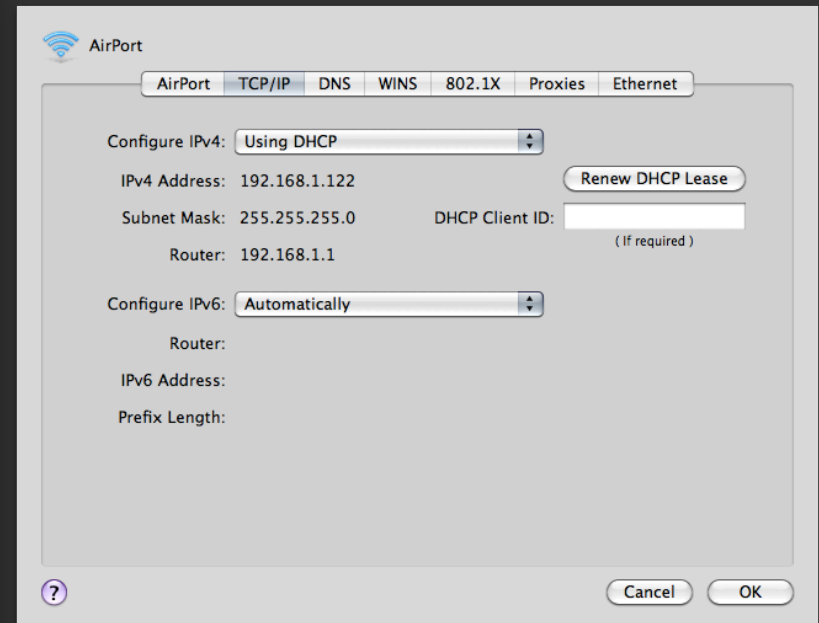 AirPort
AirPort TCP/IP DNS WINS 802.1X Proxies Ethernet
Configure IPv4: Using DHCP
IPv4 Address: 192.168.1.122 Renew DHCP Lease
Subnet Mask: 255.255.255.0 DHCP Client ID:
( If required )
Router: 192.168.1.1
Configure IPv6: Automatically
Router:
IPv6 Address:
Prefix Length:
? Cancel OK